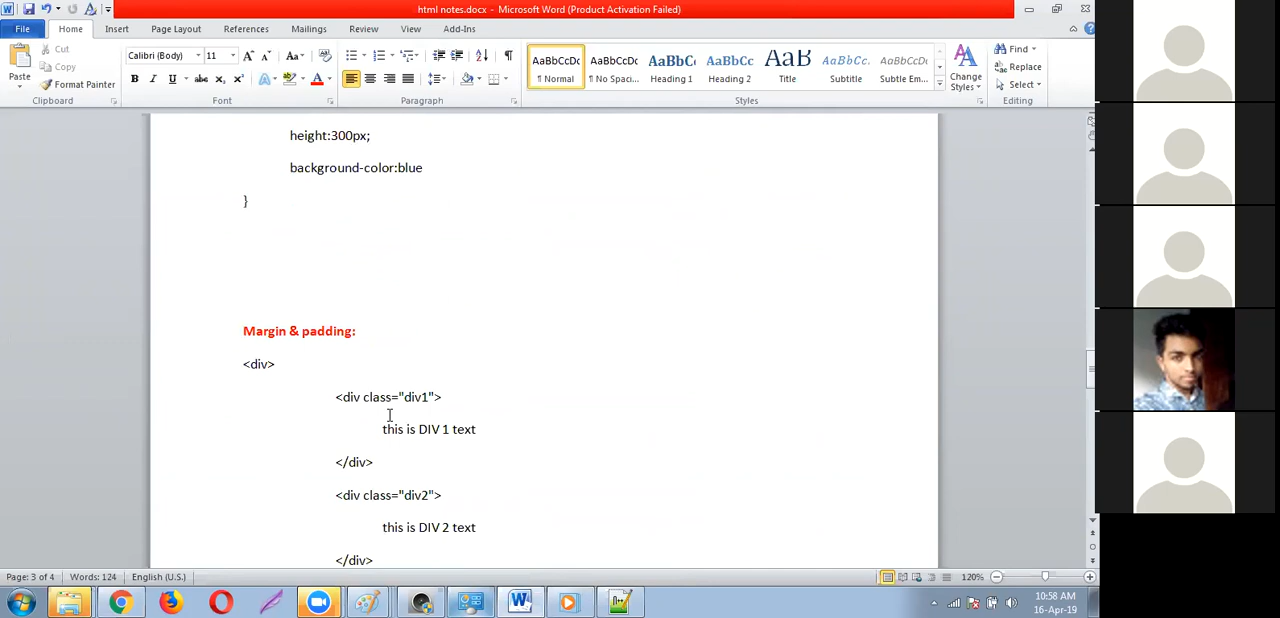 html notes.docx - Microsoft Word (Product Activation Failed)
File Home Insert Page Layout References Mailings Review View Add-Ins
Paste Cut Copy Format Painter
Calibri (Body) 11
¶ Normal ¶ No Spaci... Heading 1 Heading 2 Title Subtitle Subtle Em...
AaBbCcDc AaBbCcDc AaBbCc AaBbCc AaB AaBbCc. AaBbCcDc
Change Styles
Find Replace Select
Clipboard Font Paragraph Styles Editing
height:300px;
background-color:blue
}
Margin & padding:
<div>
<div class="div1">
this is DIV 1 text
</div>
<div class="div2">
this is DIV 2 text
</div>
Page: 3 of 4 Words: 124 English (U.S.) 120%
10:58 AM
16-Apr-19